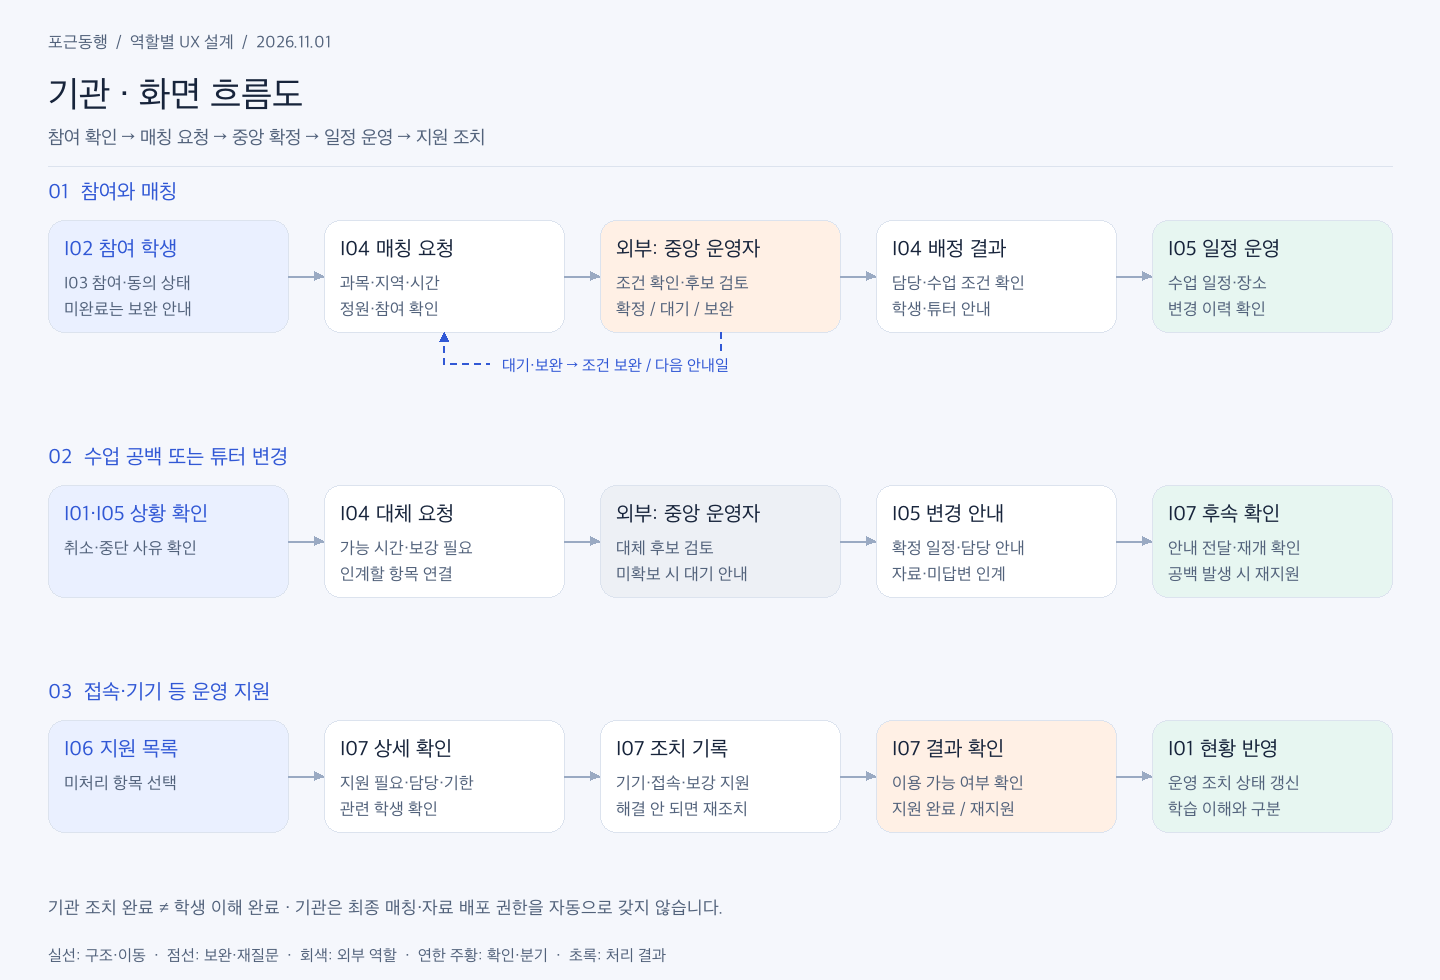 포근동행 / 역할별 UX 설계 / 2026.11.01
기관 · 화면 흐름도
참여 확인 → 매칭 요청 → 중앙 확정 → 일정 운영 → 지원 조치
01 참여와 매칭
I02 참여 학생
I03 참여·동의 상태
미완료는 보완 안내
I04 매칭 요청
과목·지역·시간
정원·참여 확인
외부: 중앙 운영자
조건 확인·후보 검토
확정 / 대기 / 보완
I04 배정 결과
담당·수업 조건 확인
학생·튜터 안내
I05 일정 운영
수업 일정·장소
변경 이력 확인
대기·보완 → 조건 보완 / 다음 안내일
02 수업 공백 또는 튜터 변경
I01·I05 상황 확인
취소·중단 사유 확인
I04 대체 요청
가능 시간·보강 필요
인계할 항목 연결
외부: 중앙 운영자
대체 후보 검토
미확보 시 대기 안내
I05 변경 안내
확정 일정·담당 안내
자료·미답변 인계
I07 후속 확인
안내 전달·재개 확인
공백 발생 시 재지원
03 접속·기기 등 운영 지원
I06 지원 목록
미처리 항목 선택
I07 상세 확인
지원 필요·담당·기한
관련 학생 확인
I07 조치 기록
기기·접속·보강 지원
해결 안 되면 재조치
I07 결과 확인
이용 가능 여부 확인
지원 완료 / 재지원
I01 현황 반영
운영 조치 상태 갱신
학습 이해와 구분
기관 조치 완료 ≠ 학생 이해 완료 · 기관은 최종 매칭·자료 배포 권한을 자동으로 갖지 않습니다.
실선: 구조·이동 · 점선: 보완·재질문 · 회색: 외부 역할 · 연한 주황: 확인·분기 · 초록: 처리 결과